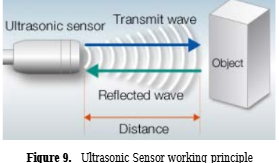 Ultrasonic sensor
Transmit wave
Object
Reflected wave
Distance
Figure 9. Ultrasonic Sensor working principle